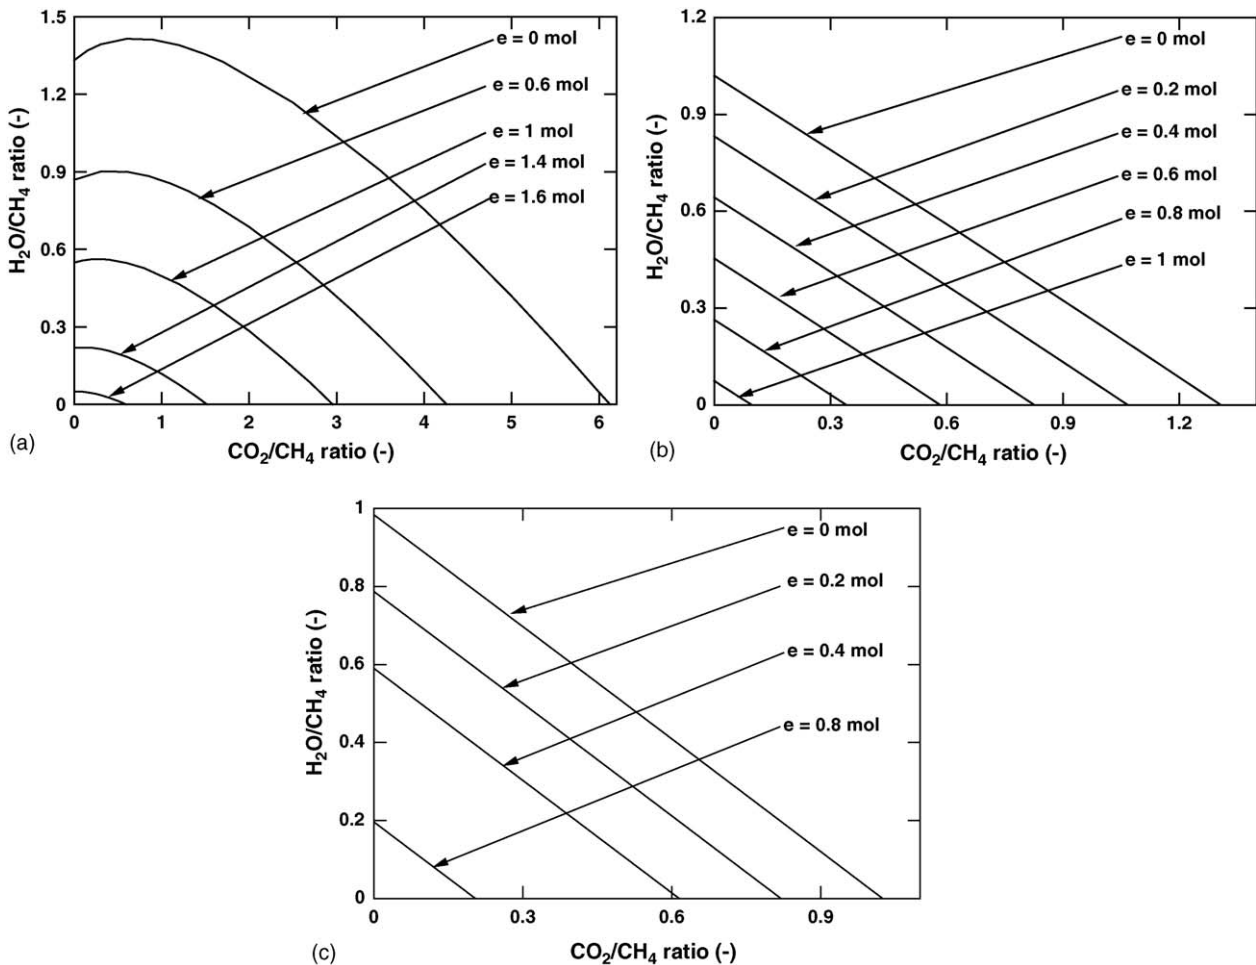 1.5
1.2
0.9
0.6
0.3
0
0 1 2 3 4 5 6
H₂O/CH₄ ratio (-)
CO₂/CH₄ ratio (-)
e = 0 mol
e = 0.6 mol
e = 1 mol
e = 1.4 mol
e = 1.6 mol
(a)
1.2
0.9
0.6
0.3
0
0 0.3 0.6 0.9 1.2
H₂O/CH₄ ratio (-)
CO₂/CH₄ ratio (-)
e = 0 mol
e = 0.2 mol
e = 0.4 mol
e = 0.6 mol
e = 0.8 mol
e = 1 mol
(b)
1
0.8
0.6
0.4
0.2
0
0 0.3 0.6 0.9
H₂O/CH₄ ratio (-)
CO₂/CH₄ ratio (-)
e = 0 mol
e = 0.2 mol
e = 0.4 mol
e = 0.8 mol
(c)